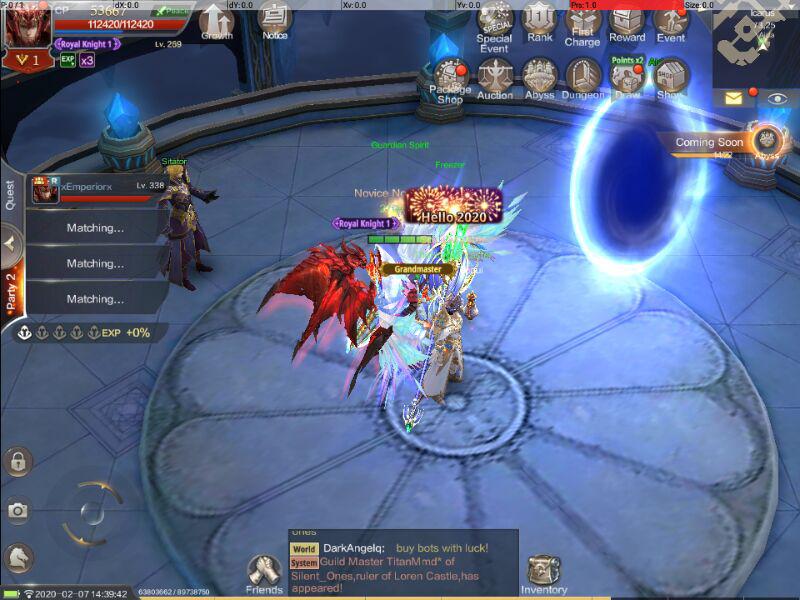 P:0 / 1
dX:0.0
dY:0.0
Xv: 0.0
Yv: 0.0
Prs: 1.0
Size:0.0
CP 53667
Peace
112420/112420
Royal Knight 1
Lv. 259
V 1
EXP x3
Growth
Notice
Special Event
Rank
First Charge
Reward
Event
Icarus
Package Shop
Auction
Abyss
Dungeon
Points x2
Draw
Shop
Coming Soon
Abyss
Quest
xEmperiorx
Lv. 338
Matching...
Matching...
Matching...
Party 2
EXP +0%
Sitator
Guardian Spirit
Freezer
Hello 2020
Royal Knight 1
Grandmaster
World DarkAngelq: buy bots with luck!
System Guild Master TitanMmd* of
Silent_Ones,ruler of Loren Castle,has
appeared!
Friends
Inventory
2020-02-07 14:39:42
63803662 / 89738750